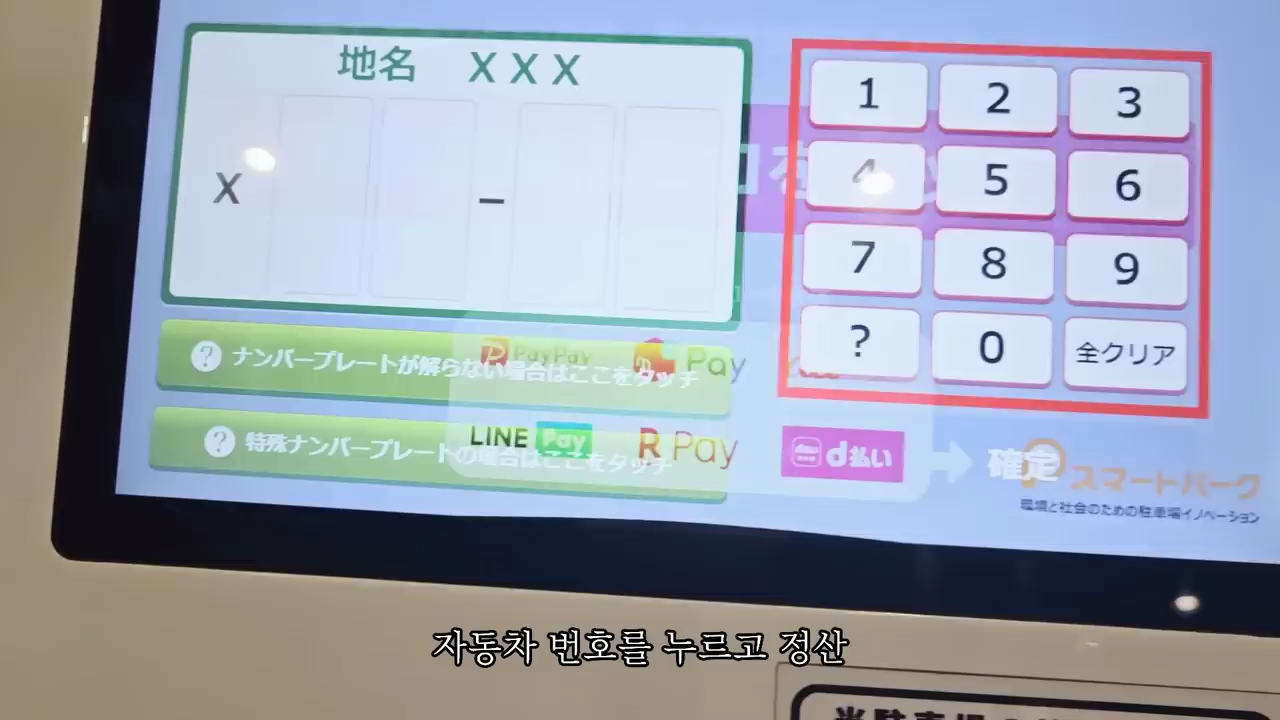 地名 X X X
X
–
1 2 3
4 5 6
7 8 9
? 0 全クリア
? ナンバープレートが解らない場合はここをタッチ
PayPay
Pay
? 特殊ナンバープレートの場合はここをタッチ
LINE Pay
R Pay
d払い
確定
スマートパーク
環境と社会のための駐車場イノベーション
자동차 번호를 누르고 정산